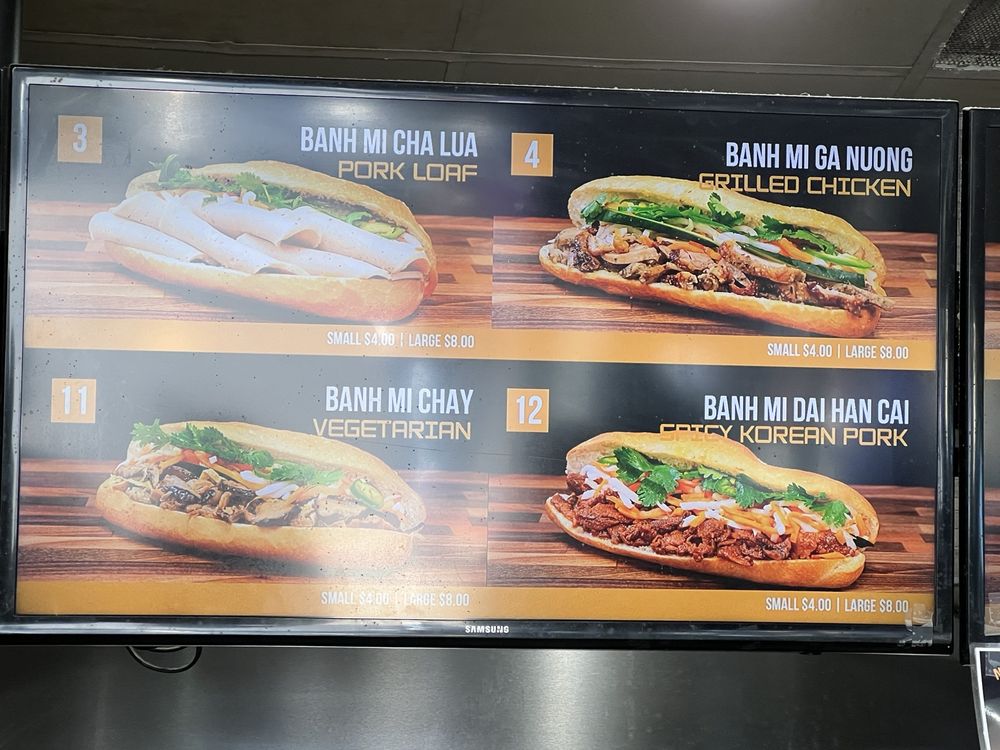 3
BANH MI CHA LUA
PORK LOAF
SMALL $4.00 | LARGE $8.00
4
BANH MI GA NUONG
GRILLED CHICKEN
SMALL $4.00 | LARGE $8.00
11
BANH MI CHAY
VEGETARIAN
SMALL $4.00 | LARGE $8.00
12
BANH MI DAI HAN CAI
SPICY KOREAN PORK
SMALL $4.00 | LARGE $8.00
SAMSUNG